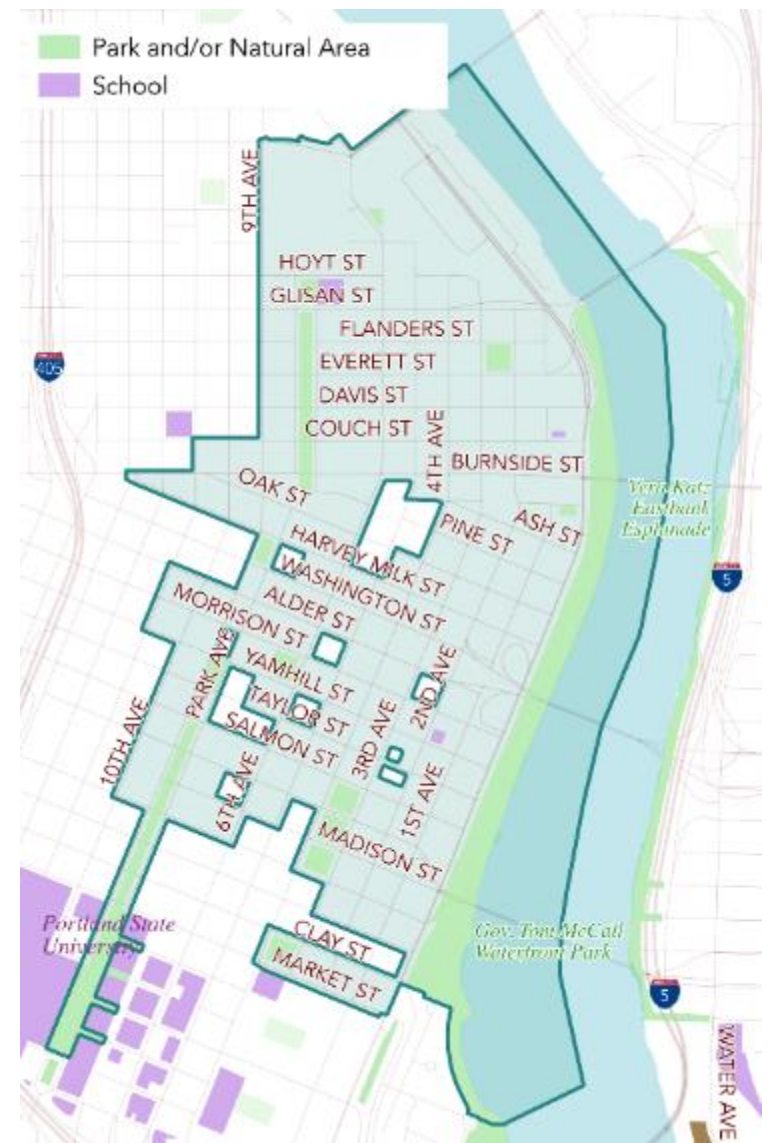 Park and/or Natural Area
School
9TH AVE
HOYT ST
GLISAN ST
FLANDERS ST
405
EVERETT ST
DAVIS ST
4TH AVE
COUCH ST
BURNSIDE ST
OAK ST
Vera Katz
Eastbank
Esplanade
ASH ST
PINE ST
HARVEY MILK ST
WASHINGTON ST
5
ALDER ST
MORRISON ST
PARK AVE
YAMHILL ST
2ND AVE
TAYLOR ST
3RD AVE
10TH AVE
SALMON ST
6TH AVE
1ST AVE
MADISON ST
Portland State
University
CLAY ST
Gov. Tom McCall
Waterfront Park
MARKET ST
5
WATER AVE